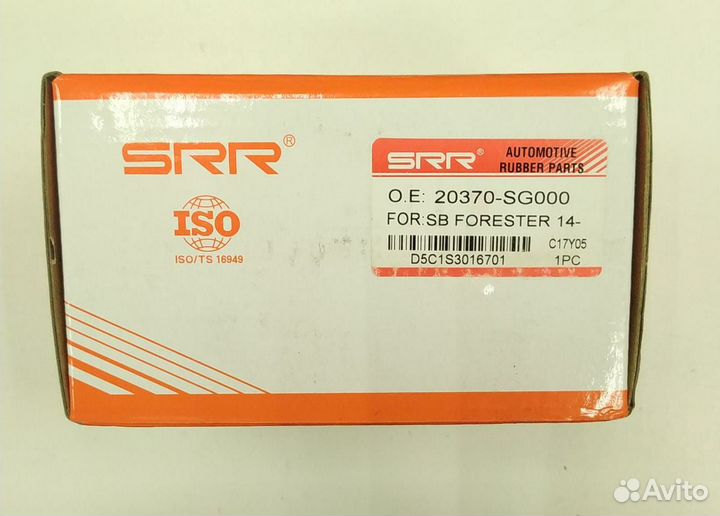 SRR®
ISO
ISO/TS 16949
SRR® AUTOMOTIVE
RUBBER PARTS
O.E: 20370-SG000
FOR:SB FORESTER 14-
C17Y05
D5C1S3016701 1PC
Avito